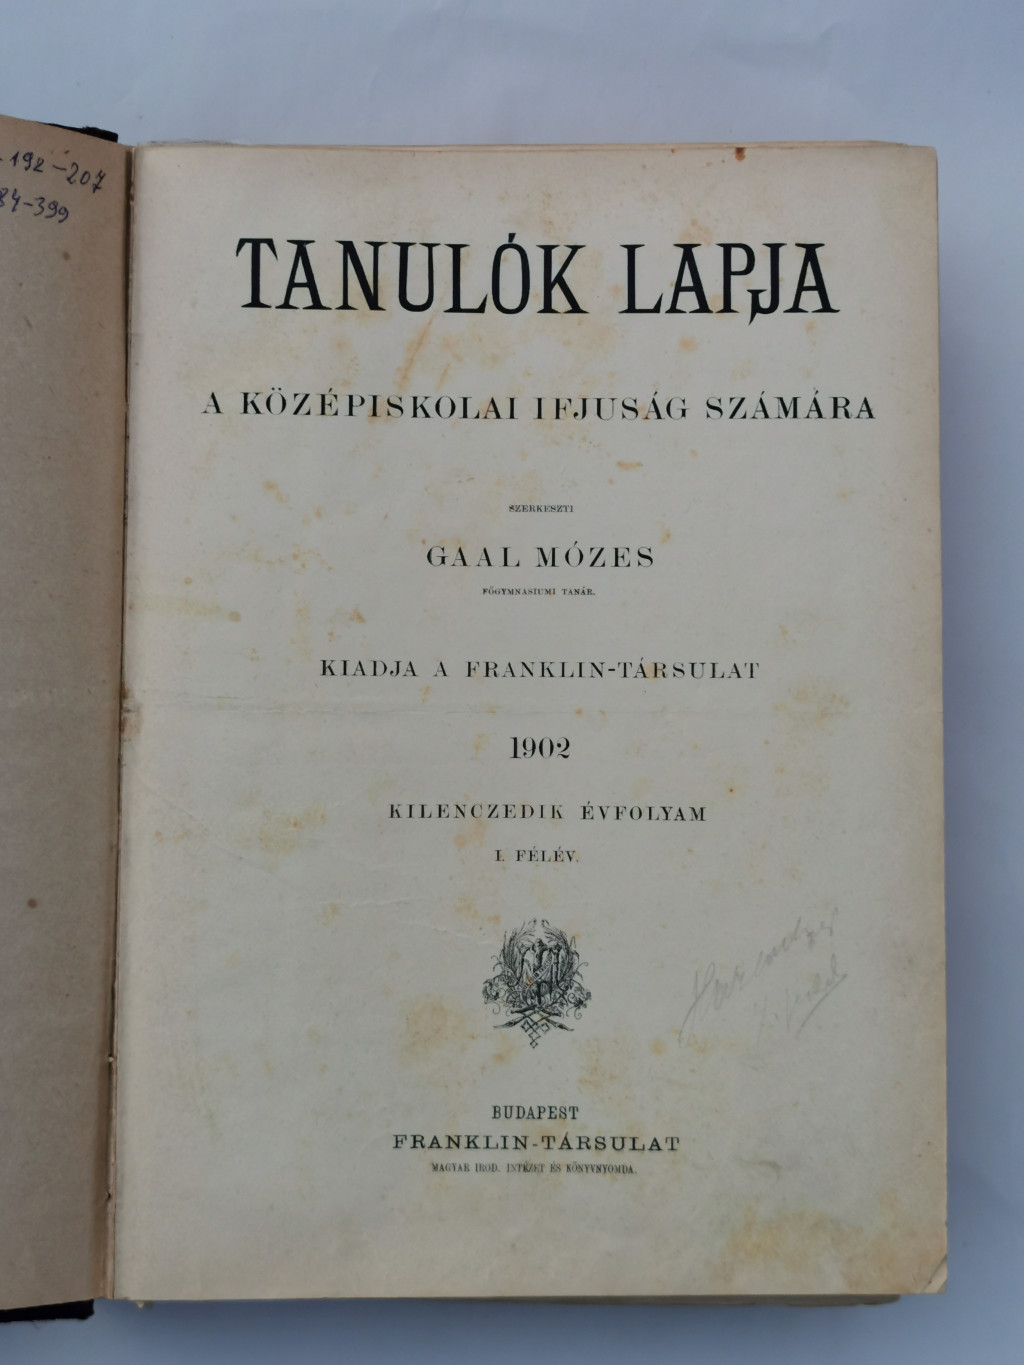 192-207
84-399
TANULÓK LAPJA
A KÖZÉPISKOLAI IFJUSÁG SZÁMÁRA
SZERKESZTI
GAAL MÓZES
FŐGYMNASIUMI TANÁR.
KIADJA A FRANKLIN-TÁRSULAT
1902
KILENCZEDIK ÉVFOLYAM
I. FÉLÉV.
BUDAPEST
FRANKLIN-TÁRSULAT
MAGYAR IROD. INTÉZET ÉS KÖNYVNYOMDA.